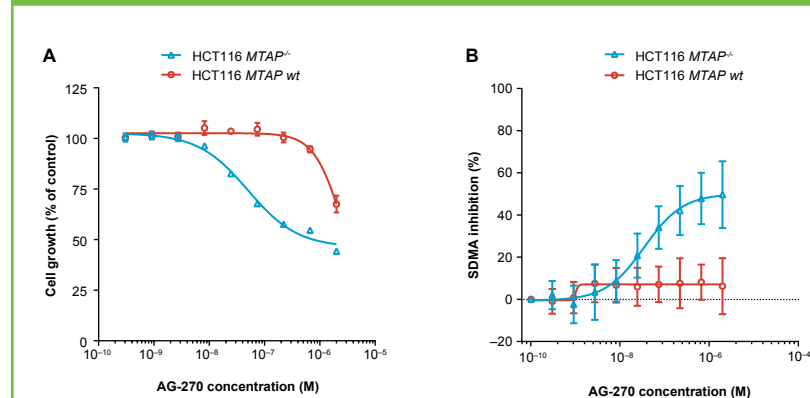 A
HCT116 MTAP⁻/⁻
HCT116 MTAP wt
Cell growth (% of control)
125
100
75
50
25
0
10⁻¹⁰ 10⁻⁹ 10⁻⁸ 10⁻⁷ 10⁻⁶ 10⁻⁵
AG-270 concentration (M)
B
HCT116 MTAP⁻/⁻
HCT116 MTAP wt
SDMA inhibition (%)
100
80
60
40
20
0
–20
10⁻¹⁰ 10⁻⁸ 10⁻⁶ 10⁻⁴
AG-270 concentration (M)